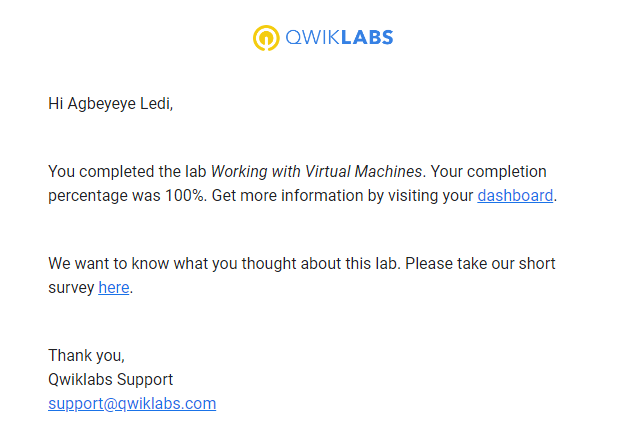 QWIKLABS
Hi Agbeyeye Ledi,
You completed the lab Working with Virtual Machines. Your completion
percentage was 100%. Get more information by visiting your dashboard.
We want to know what you thought about this lab. Please take our short
survey here.
Thank you,
Qwiklabs Support
support@qwiklabs.com